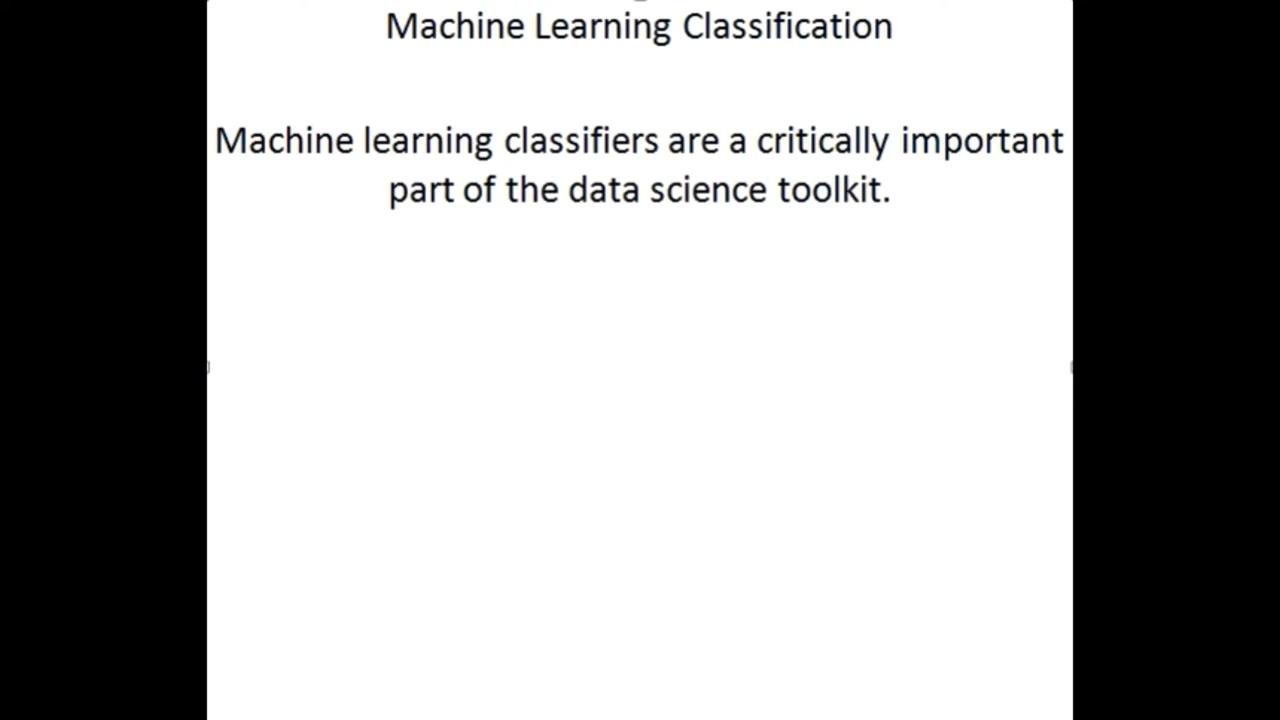 Machine Learning Classification
Machine learning classifiers are a critically important
part of the data science toolkit.